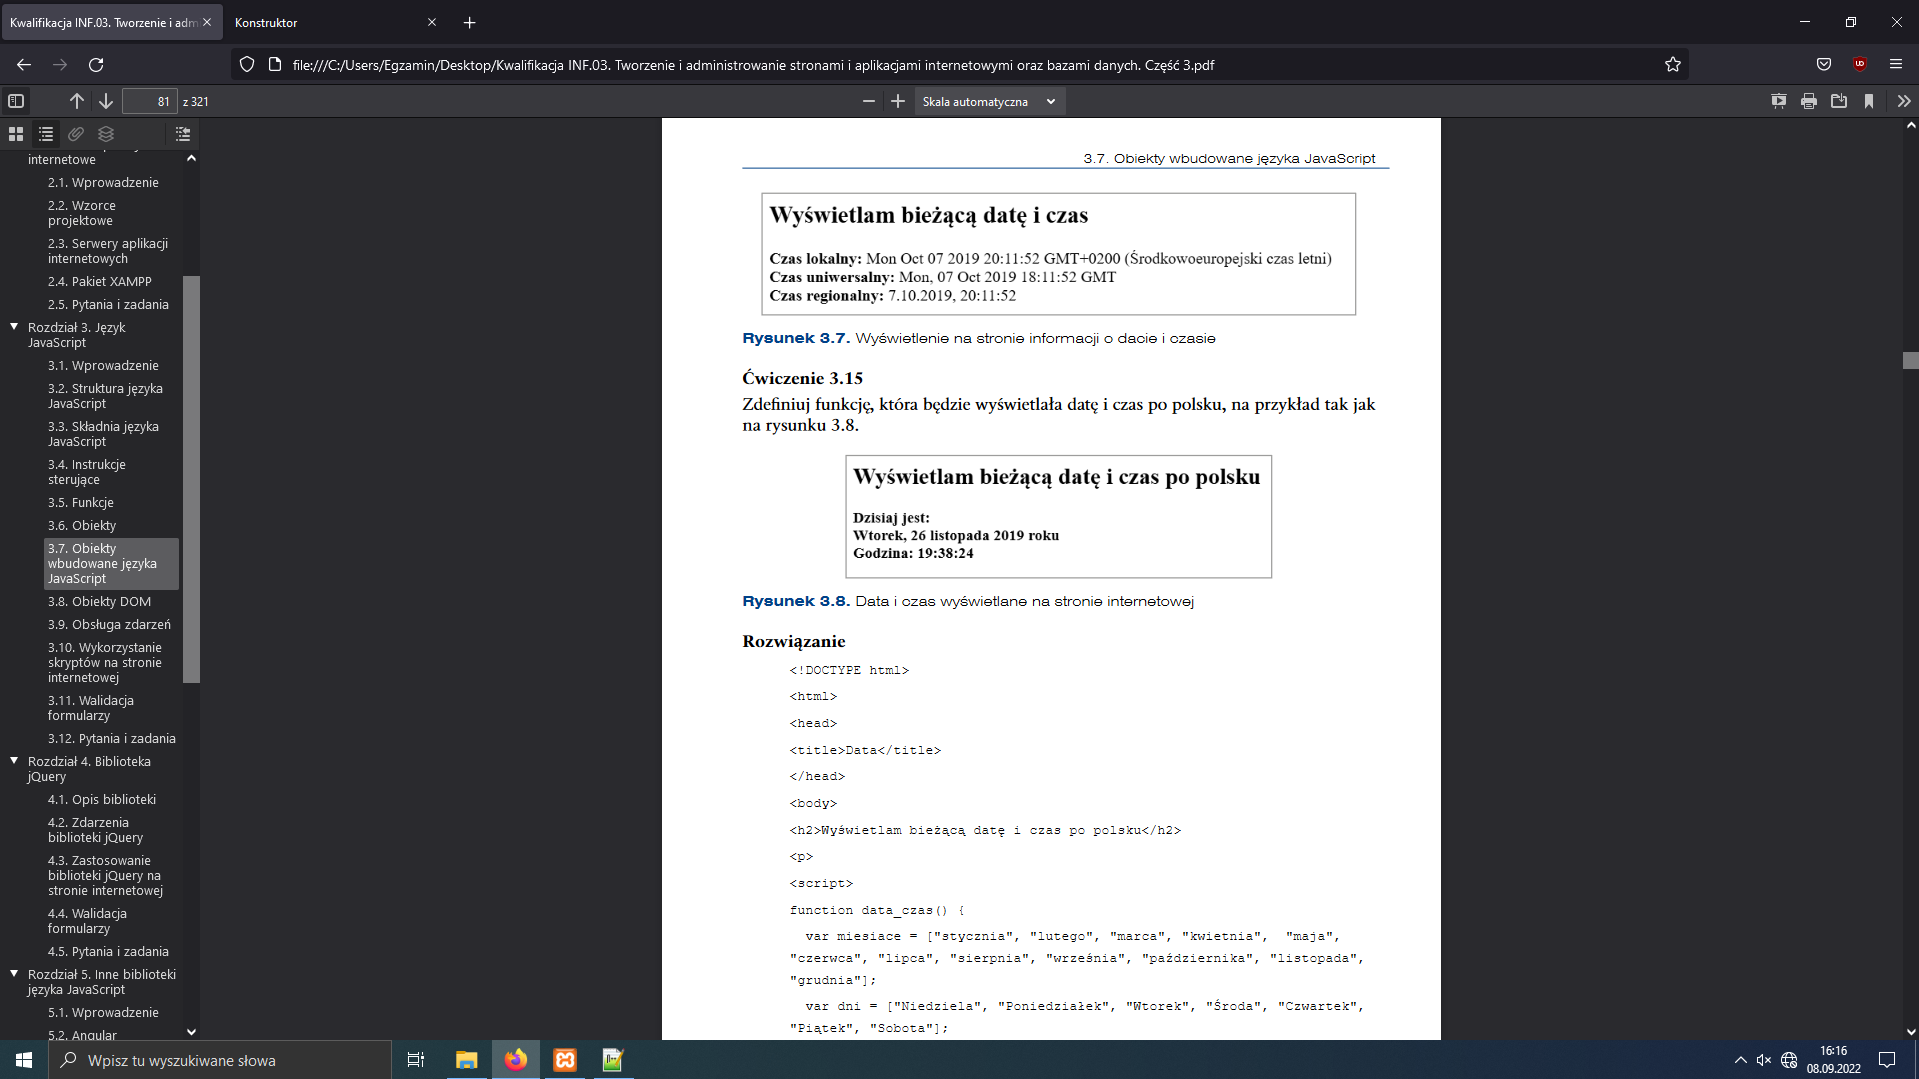 Kwalifikacja INF.03. Tworzenie i adm
Konstruktor
file:///C:/Users/Egzamin/Desktop/Kwalifikacja INF.03. Tworzenie i administrowanie stronami i aplikacjami internetowymi oraz bazami danych. Część 3.pdf
81 z 321
Skala automatyczna
internetowe
2.1. Wprowadzenie
2.2. Wzorce
projektowe
2.3. Serwery aplikacji
internetowych
2.4. Pakiet XAMPP
2.5. Pytania i zadania
Rozdział 3. Język
JavaScript
3.1. Wprowadzenie
3.2. Struktura języka
JavaScript
3.3. Składnia języka
JavaScript
3.4. Instrukcje
sterujące
3.5. Funkcje
3.6. Obiekty
3.7. Obiekty
wbudowane języka
JavaScript
3.8. Obiekty DOM
3.9. Obsługa zdarzeń
3.10. Wykorzystanie
skryptów na stronie
internetowej
3.11. Walidacja
formularzy
3.12. Pytania i zadania
Rozdział 4. Biblioteka
jQuery
4.1. Opis biblioteki
4.2. Zdarzenia
biblioteki jQuery
4.3. Zastosowanie
biblioteki jQuery na
stronie internetowej
4.4. Walidacja
formularzy
4.5. Pytania i zadania
Rozdział 5. Inne biblioteki
języka JavaScript
5.1. Wprowadzenie
5.2. Angular
3.7. Obiekty wbudowane języka JavaScript
Wyświetlam bieżącą datę i czas
Czas lokalny: Mon Oct 07 2019 20:11:52 GMT+0200 (Środkowoeuropejski czas letni)
Czas uniwersalny: Mon, 07 Oct 2019 18:11:52 GMT
Czas regionalny: 7.10.2019, 20:11:52
Rysunek 3.7. Wyświetlenie na stronie informacji o dacie i czasie
Ćwiczenie 3.15
Zdefiniuj funkcję, która będzie wyświetlała datę i czas po polsku, na przykład tak jak
na rysunku 3.8.
Wyświetlam bieżącą datę i czas po polsku
Dzisiaj jest:
Wtorek, 26 listopada 2019 roku
Godzina: 19:38:24
Rysunek 3.8. Data i czas wyświetlane na stronie internetowej
Rozwiązanie
<!DOCTYPE html>
<html>
<head>
<title>Data</title>
</head>
<body>
<h2>Wyświetlam bieżącą datę i czas po polsku</h2>
<p>
<script>
function data_czas() {
var miesiace = ["stycznia", "lutego", "marca", "kwietnia", "maja",
"czerwca", "lipca", "sierpnia", "września", "października", "listopada",
"grudnia"];
var dni = ["Niedziela", "Poniedziałek", "Wtorek", "Środa", "Czwartek",
"Piątek", "Sobota"];
Wpisz tu wyszukiwane słowa
16:16
08.09.2022